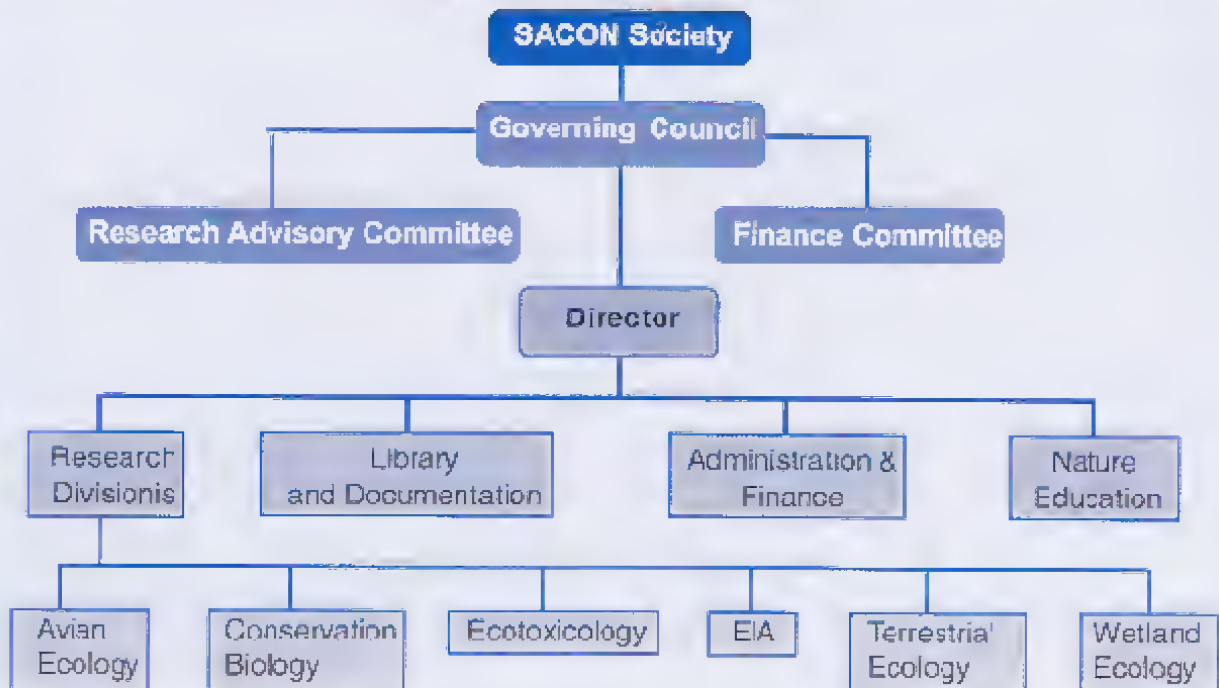 SACON Society
Governing Council
Research Advisory Committee
Finance Committee
Director
Research
Divisionis
Library
and Documentation
Administration &
Finance
Nature
Education
Avian
Ecology
Conservation
Biology
Ecotoxicology
EIA
Terrestrial
Ecology
Wetland
Ecology